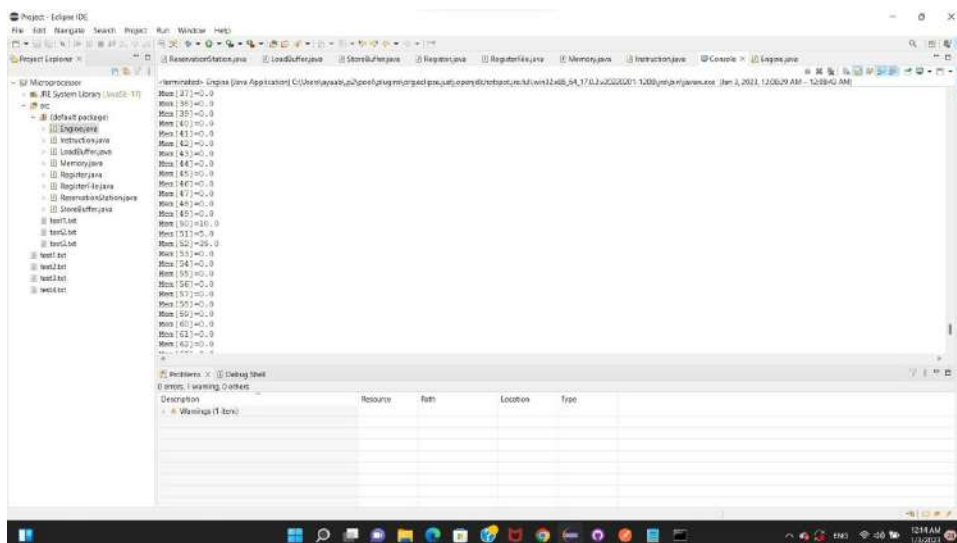 Project - Eclipse IDE
File Edit Navigate Search Project Run Window Help
Project Explorer
ReservationStation.java LoadBuffer.java StoreBuffer.java Register.java RegisterFile.java Memory.java Instruction.java Console Engine.java
<terminated> Engine [Java Application]
Microprocessor
JRE System Library [JavaSE-17]
src
(default package)
Engine.java
Instruction.java
LoadBuffer.java
Memory.java
Register.java
RegisterFile.java
ReservationStation.java
StoreBuffer.java
test1.txt
test2.txt
test3.txt
test1.txt
test2.txt
test3.txt
test4.txt
Mem[37]=0.0
Mem[38]=0.0
Mem[39]=0.0
Mem[40]=0.0
Mem[41]=0.0
Mem[42]=0.0
Mem[43]=0.0
Mem[44]=0.0
Mem[45]=0.0
Mem[46]=0.0
Mem[47]=0.0
Mem[48]=0.0
Mem[49]=0.0
Mem[50]=10.0
Mem[51]=5.0
Mem[53]=0.0
Mem[54]=0.0
Mem[55]=0.0
Mem[56]=0.0
Mem[57]=0.0
Mem[58]=0.0
Mem[59]=0.0
Mem[60]=0.0
Mem[61]=0.0
Mem[62]=0.0
Problems Debug Shell
0 errors, 1 warning, 0 others
Description Resource Path Location Type
Warnings (1 item)
ENG
12:14 AM
1/3/2023